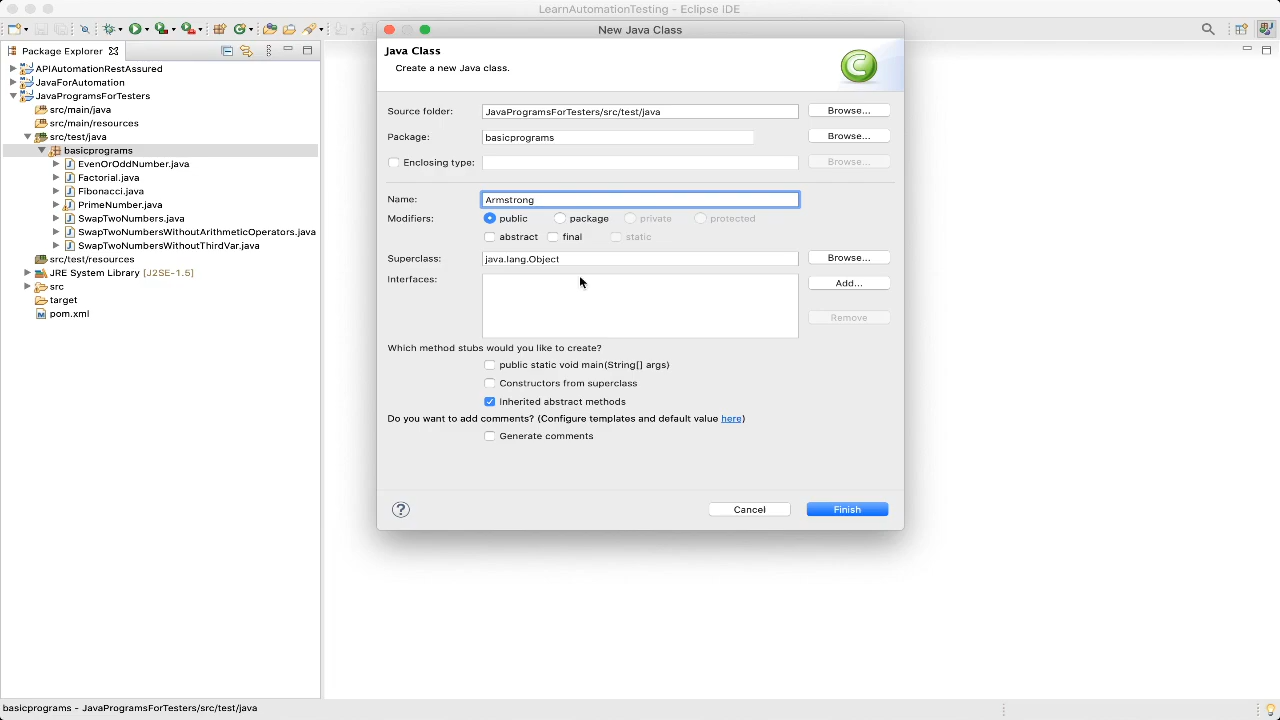 LearnAutomationTesting - Eclipse IDE
New Java Class
Package Explorer
APIAutomationRestAssured
JavaForAutomation
JavaProgramsForTesters
src/main/java
src/main/resources
src/test/java
basicprograms
EvenOrOddNumber.java
Factorial.java
Fibonacci.java
PrimeNumber.java
SwapTwoNumbers.java
SwapTwoNumbersWithoutArithmeticOperators.java
SwapTwoNumbersWithoutThirdVar.java
src/test/resources
JRE System Library [J2SE-1.5]
src
target
pom.xml
Java Class
Create a new Java class.
C
Source folder: JavaProgramsForTesters/src/test/java Browse...
Package: basicprograms Browse...
Enclosing type: Browse...
Name: Armstrong
Modifiers: public package private protected
abstract final static
Superclass: java.lang.Object Browse...
Interfaces: Add...
Remove
Which method stubs would you like to create?
public static void main(String[] args)
Constructors from superclass
Inherited abstract methods
Do you want to add comments? (Configure templates and default value here)
Generate comments
? Cancel Finish
basicprograms - JavaProgramsForTesters/src/test/java